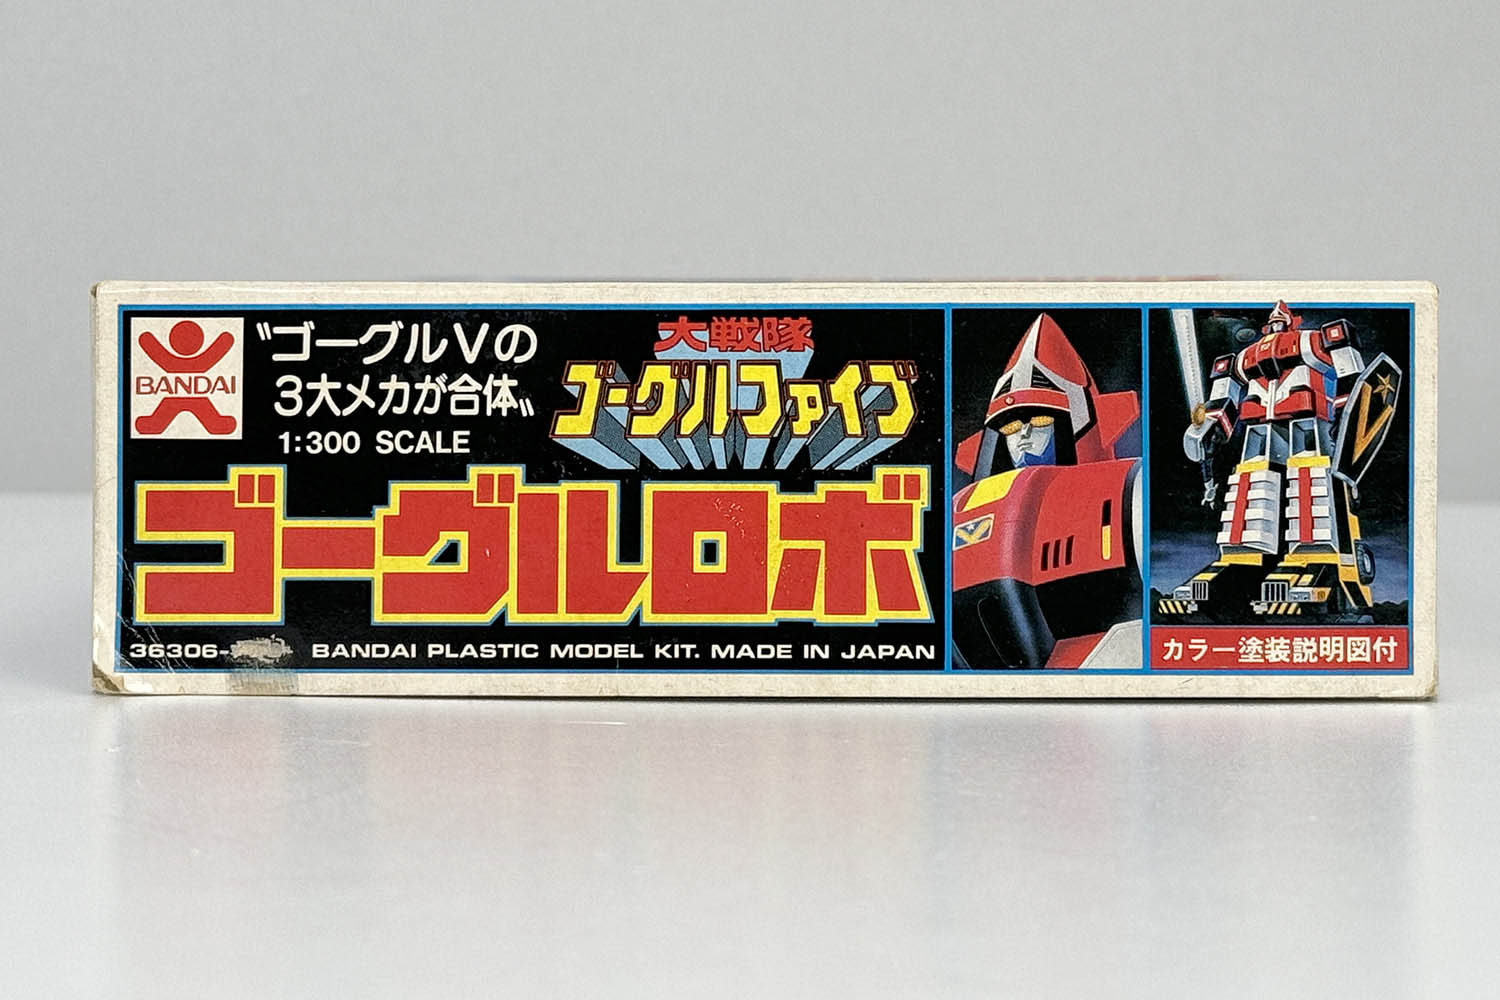 BANDAI
〝ゴーグルVの
3大メカが合体〟
1:300 SCALE
大戦隊
ゴーグルファイブ
ゴーグルロボ
36306-
BANDAI PLASTIC MODEL KIT. MADE IN JAPAN
カラー塗装説明図付